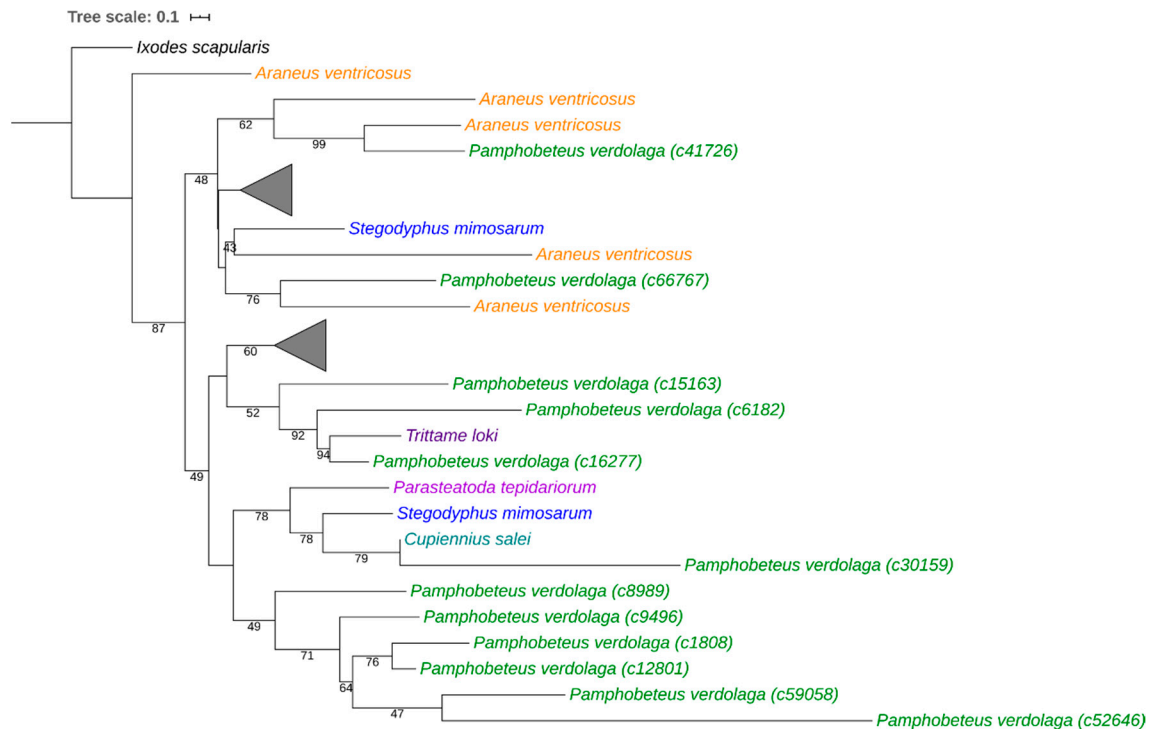 Tree scale: 0.1
Ixodes scapularis
Araneus ventricosus
Araneus ventricosus
62
Araneus ventricosus
99
Pamphobeteus verdolaga (c41726)
48
Stegodyphus mimosarum
43
Araneus ventricosus
Pamphobeteus verdolaga (c66767)
76
Araneus ventricosus
87
60
Pamphobeteus verdolaga (c15163)
52
Pamphobeteus verdolaga (c6182)
92
Trittame loki
94
Pamphobeteus verdolaga (c16277)
49
Parasteatoda tepidariorum
78
Stegodyphus mimosarum
78
Cupiennius salei
79
Pamphobeteus verdolaga (c30159)
Pamphobeteus verdolaga (c8989)
49
Pamphobeteus verdolaga (c9496)
71
Pamphobeteus verdolaga (c1808)
76
Pamphobeteus verdolaga (c12801)
64
Pamphobeteus verdolaga (c59058)
47
Pamphobeteus verdolaga (c52646)